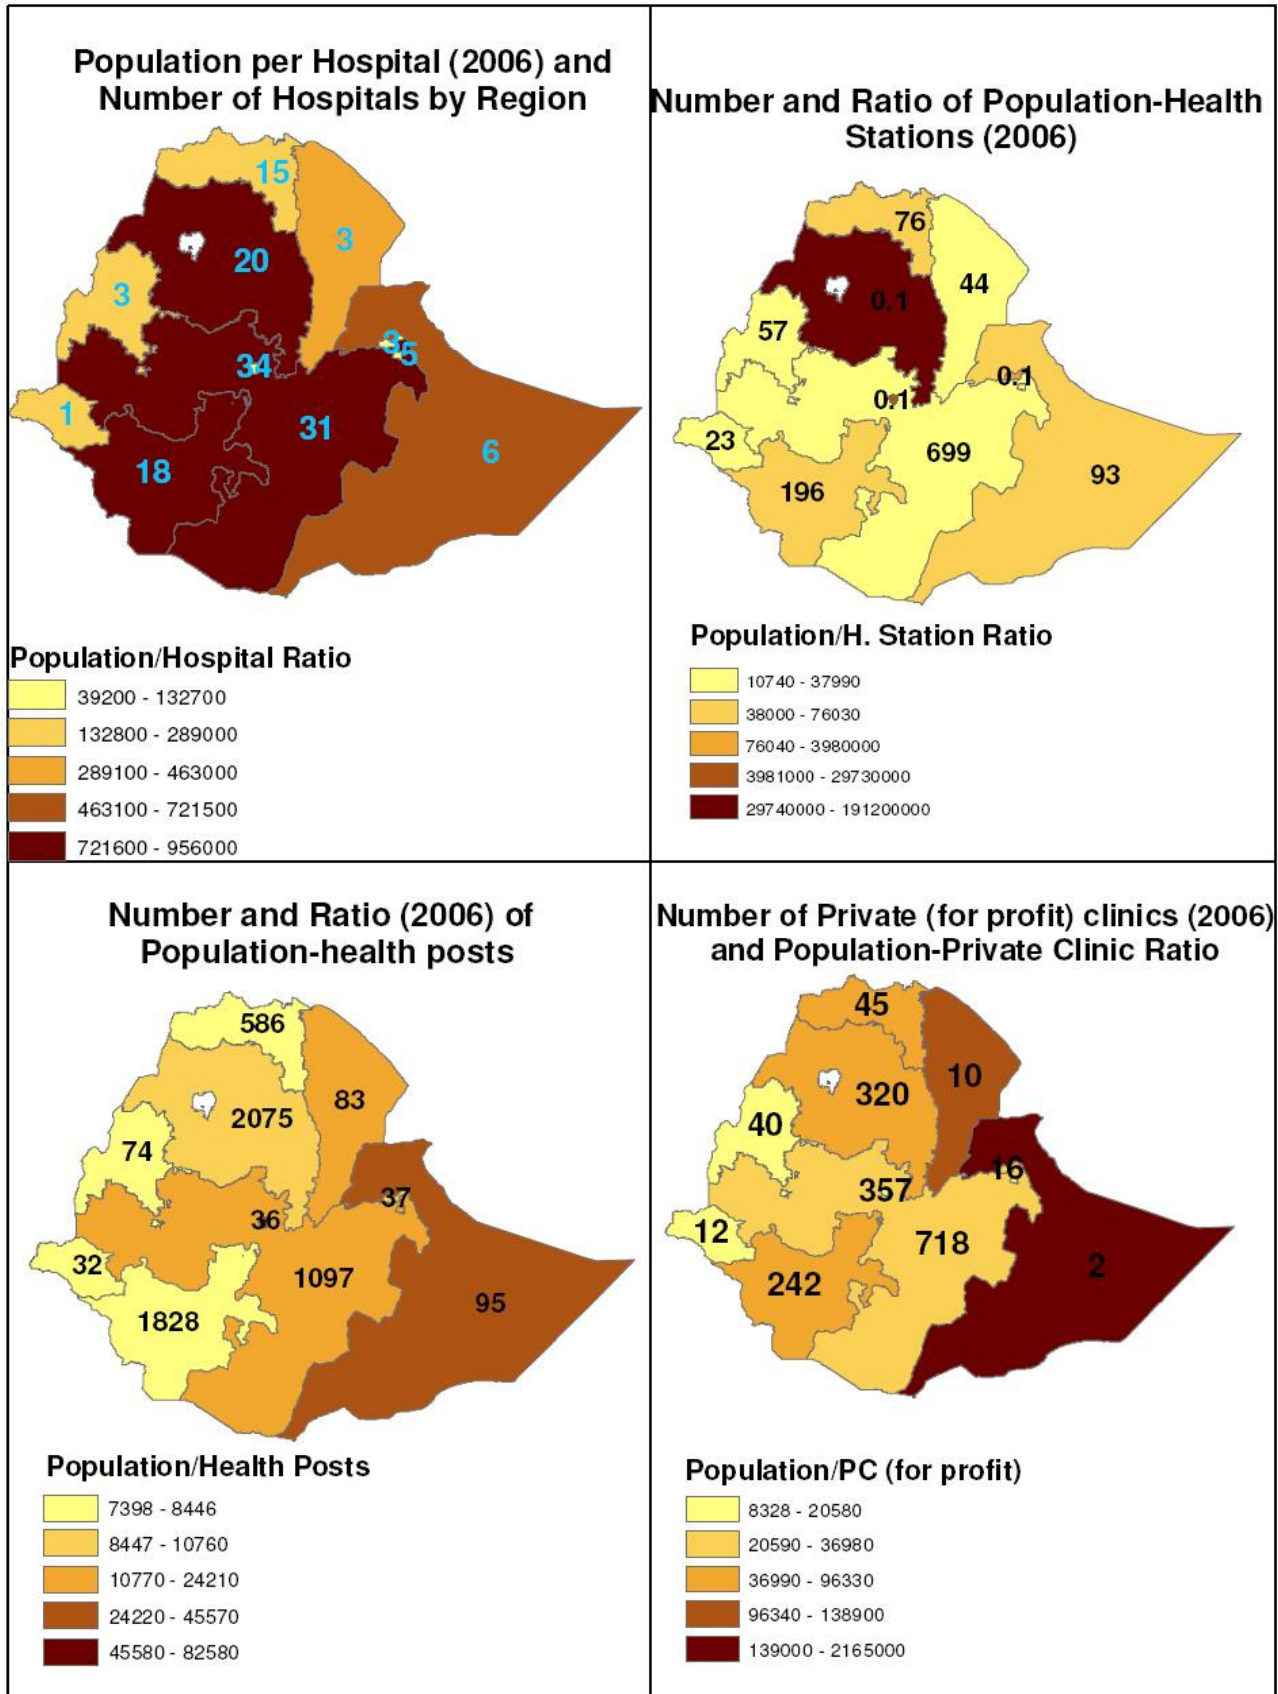 Population per Hospital (2006) and
Number of Hospitals by Region
15
3
20
3
3
5
34
1
31
6
18
Population/Hospital Ratio
39200 - 132700
132800 - 289000
289100 - 463000
463100 - 721500
721600 - 956000
Number and Ratio of Population-Health
Stations (2006)
76
44
0.1
57
0.1
0.1
23
699
93
196
Population/H. Station Ratio
10740 - 37990
38000 - 76030
76040 - 3980000
3981000 - 29730000
29740000 - 191200000
Number and Ratio (2006) of
Population-health posts
586
83
2075
74
37
36
32
1097
95
1828
Population/Health Posts
7398 - 8446
8447 - 10760
10770 - 24210
24220 - 45570
45580 - 82580
Number of Private (for profit) clinics (2006)
and Population-Private Clinic Ratio
45
10
320
40
16
357
12
718
2
242
Population/PC (for profit)
8328 - 20580
20590 - 36980
36990 - 96330
96340 - 138900
139000 - 2165000